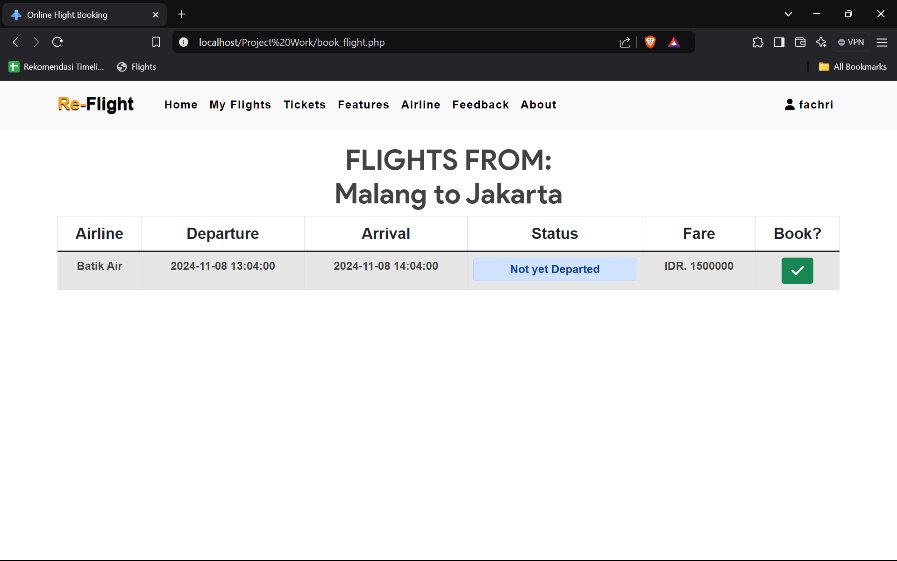 Online Flight Booking
localhost/Project%20Work/book_flight.php
VPN
Rekomendasi Timeli... Flights All Bookmarks
Re-Flight Home My Flights Tickets Features Airline Feedback About fachri
FLIGHTS FROM:
Malang to Jakarta
Airline Departure Arrival Status Fare Book?
Batik Air 2024-11-08 13:04:00 2024-11-08 14:04:00 Not yet Departed IDR. 1500000